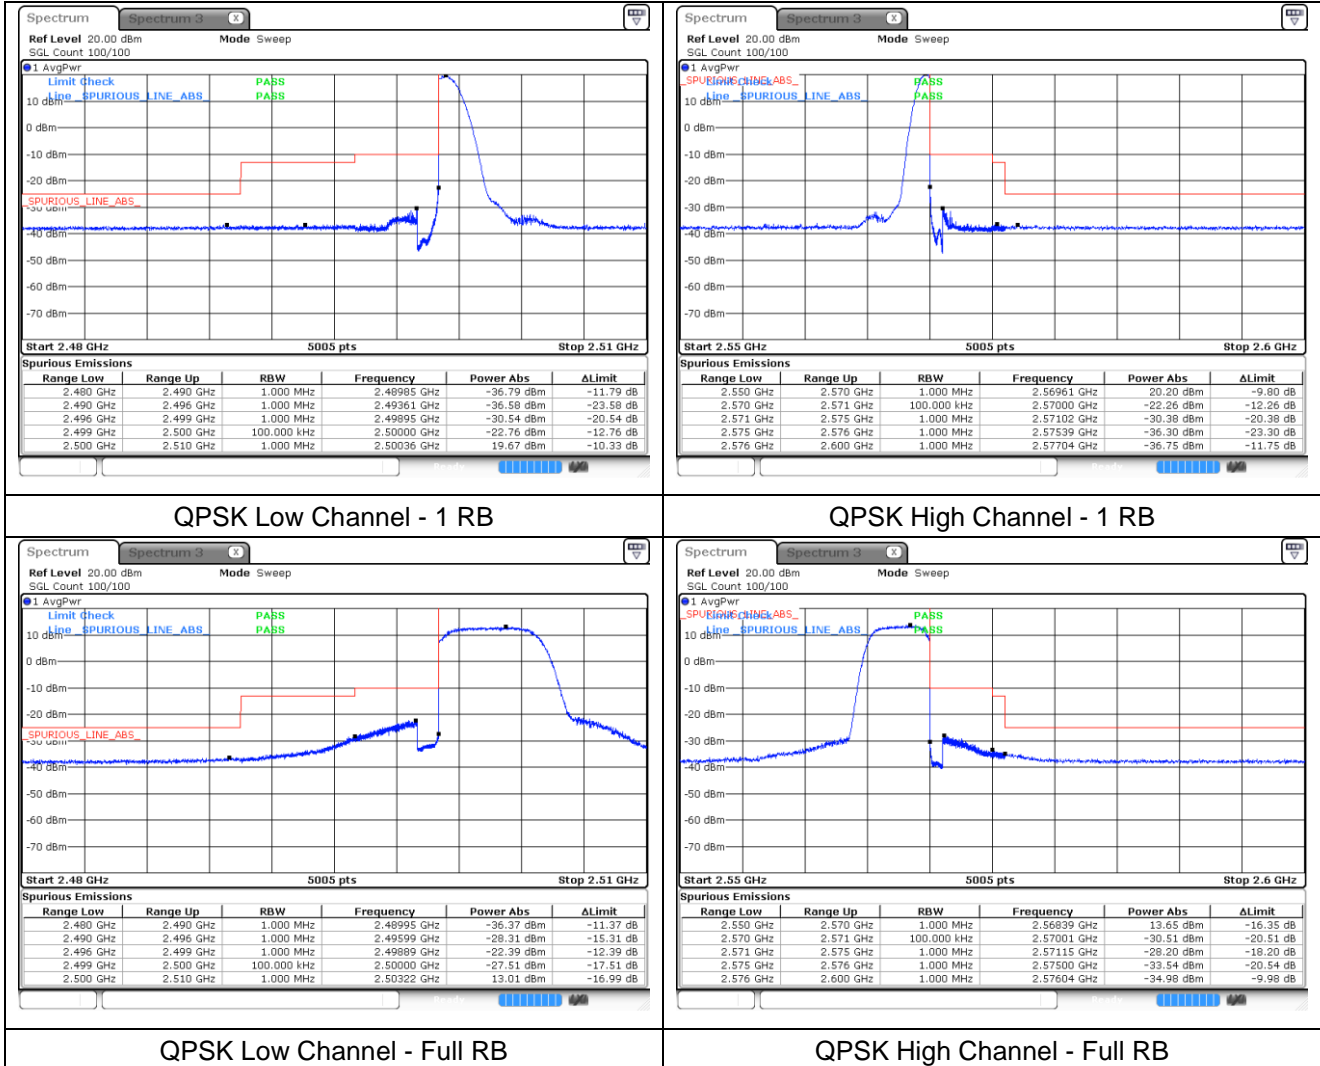 Spectrum Spectrum 3 X
Ref Level 20.00 dBm Mode Sweep
SGL Count 100/100
1 AvgPwr
Limit Check PASS
Line _SPURIOUS_LINE_ABS_ PASS
10 dBm
0 dBm
-10 dBm
-20 dBm
_SPURIOUS_LINE_ABS_
-30 dBm
-40 dBm
-50 dBm
-60 dBm
-70 dBm
Start 2.48 GHz 5005 pts Stop 2.51 GHz
Spurious Emissions
Range Low Range Up RBW Frequency Power Abs ΔLimit
2.480 GHz 2.490 GHz 1.000 MHz 2.48985 GHz -36.79 dBm -11.79 dB
2.490 GHz 2.496 GHz 1.000 MHz 2.49361 GHz -36.58 dBm -23.58 dB
2.496 GHz 2.499 GHz 1.000 MHz 2.49895 GHz -30.54 dBm -20.54 dB
2.499 GHz 2.500 GHz 100.000 kHz 2.50000 GHz -22.76 dBm -12.76 dB
2.500 GHz 2.510 GHz 1.000 MHz 2.50036 GHz 19.67 dBm -10.33 dB
QPSK Low Channel - 1 RB
Spectrum Spectrum 3 X
Ref Level 20.00 dBm Mode Sweep
SGL Count 100/100
1 AvgPwr
_SPURIOUS_LINE_ABS_
Limit Check PASS
Line _SPURIOUS_LINE_ABS_ PASS
10 dBm
0 dBm
-10 dBm
-20 dBm
-30 dBm
-40 dBm
-50 dBm
-60 dBm
-70 dBm
Start 2.55 GHz 5005 pts Stop 2.6 GHz
Spurious Emissions
Range Low Range Up RBW Frequency Power Abs ΔLimit
2.550 GHz 2.570 GHz 1.000 MHz 2.56961 GHz 20.20 dBm -9.80 dB
2.570 GHz 2.571 GHz 100.000 kHz 2.57000 GHz -22.26 dBm -12.26 dB
2.571 GHz 2.575 GHz 1.000 MHz 2.57102 GHz -30.38 dBm -20.38 dB
2.575 GHz 2.576 GHz 1.000 MHz 2.57539 GHz -36.30 dBm -23.30 dB
2.576 GHz 2.600 GHz 1.000 MHz 2.57704 GHz -36.75 dBm -11.75 dB
QPSK High Channel - 1 RB
Spectrum Spectrum 3 X
Ref Level 20.00 dBm Mode Sweep
SGL Count 100/100
1 AvgPwr
Limit Check PASS
Line _SPURIOUS_LINE_ABS_ PASS
10 dBm
0 dBm
-10 dBm
-20 dBm
_SPURIOUS_LINE_ABS_
-30 dBm
-40 dBm
-50 dBm
-60 dBm
-70 dBm
Start 2.48 GHz 5005 pts Stop 2.51 GHz
Spurious Emissions
Range Low Range Up RBW Frequency Power Abs ΔLimit
2.480 GHz 2.490 GHz 1.000 MHz 2.48995 GHz -36.37 dBm -11.37 dB
2.490 GHz 2.496 GHz 1.000 MHz 2.49599 GHz -28.31 dBm -15.31 dB
2.496 GHz 2.499 GHz 1.000 MHz 2.49889 GHz -22.39 dBm -12.39 dB
2.499 GHz 2.500 GHz 100.000 kHz 2.50000 GHz -27.51 dBm -17.51 dB
2.500 GHz 2.510 GHz 1.000 MHz 2.50322 GHz 13.01 dBm -16.99 dB
QPSK Low Channel - Full RB
Spectrum Spectrum 3 X
Ref Level 20.00 dBm Mode Sweep
SGL Count 100/100
1 AvgPwr
_SPURIOUS_LINE_ABS_
Limit Check PASS
Line _SPURIOUS_LINE_ABS_ PASS
10 dBm
0 dBm
-10 dBm
-20 dBm
-30 dBm
-40 dBm
-50 dBm
-60 dBm
-70 dBm
Start 2.55 GHz 5005 pts Stop 2.6 GHz
Spurious Emissions
Range Low Range Up RBW Frequency Power Abs ΔLimit
2.550 GHz 2.570 GHz 1.000 MHz 2.56839 GHz 13.65 dBm -16.35 dB
2.570 GHz 2.571 GHz 100.000 kHz 2.57001 GHz -30.51 dBm -20.51 dB
2.571 GHz 2.575 GHz 1.000 MHz 2.57115 GHz -28.20 dBm -18.20 dB
2.575 GHz 2.576 GHz 1.000 MHz 2.57500 GHz -33.54 dBm -20.54 dB
2.576 GHz 2.600 GHz 1.000 MHz 2.57604 GHz -34.98 dBm -9.98 dB
QPSK High Channel - Full RB